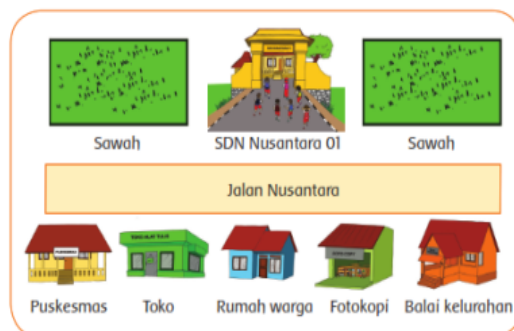 Sawah
SDN Nusantara 01
Sawah
Jalan Nusantara
Puskesmas
Toko
Rumah warga
Fotokopi
Balai kelurahan